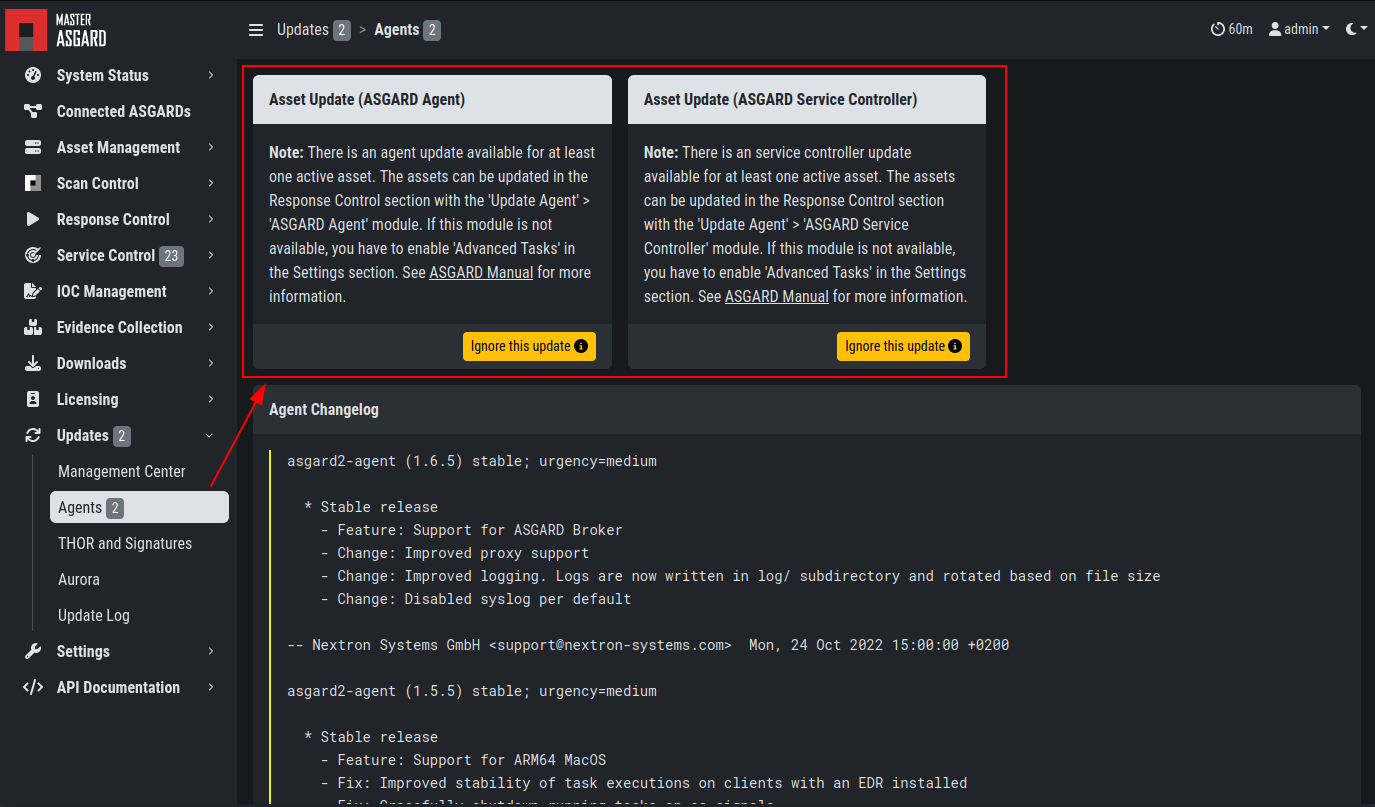 MASTER
ASGARD
Updates 2 > Agents 2
60m
admin
System Status
Connected ASGARDs
Asset Management
Scan Control
Response Control
Service Control 23
IOC Management
Evidence Collection
Downloads
Licensing
Updates 2
Management Center
Agents 2
THOR and Signatures
Aurora
Update Log
Settings
API Documentation
Asset Update (ASGARD Agent)
Note: There is an agent update available for at least
one active asset. The assets can be updated in the
Response Control section with the 'Update Agent' >
'ASGARD Agent' module. If this module is not
available, you have to enable 'Advanced Tasks' in
the Settings section. See ASGARD Manual for more
information.
Ignore this update
Asset Update (ASGARD Service Controller)
Note: There is an service controller update
available for at least one active asset. The assets
can be updated in the Response Control section
with the 'Update Agent' > 'ASGARD Service
Controller' module. If this module is not available,
you have to enable 'Advanced Tasks' in the Settings
section. See ASGARD Manual for more information.
Ignore this update
Agent Changelog
asgard2-agent (1.6.5) stable; urgency=medium
* Stable release
- Feature: Support for ASGARD Broker
- Change: Improved proxy support
- Change: Improved logging. Logs are now written in log/ subdirectory and rotated based on file size
- Change: Disabled syslog per default
-- Nextron Systems GmbH <support@nextron-systems.com>  Mon, 24 Oct 2022 15:00:00 +0200
asgard2-agent (1.5.5) stable; urgency=medium
* Stable release
- Feature: Support for ARM64 MacOS
- Fix: Improved stability of task executions on clients with an EDR installed